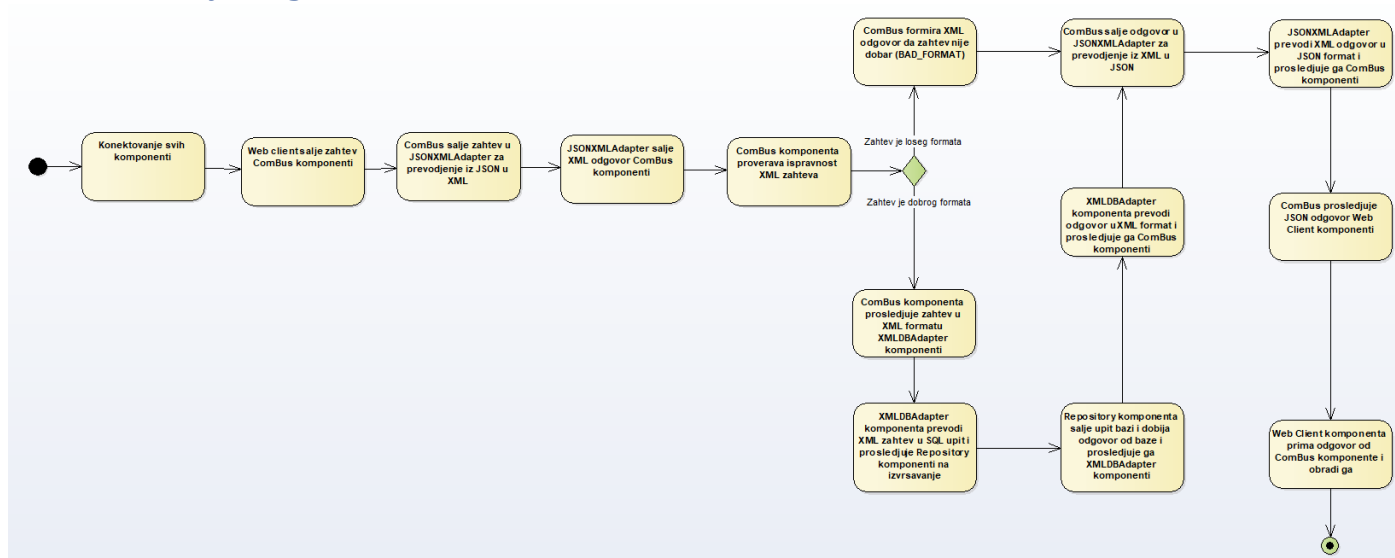 Konektovanje svih
komponenti
Web client salje zahtev
ComBus komponenti
ComBus salje zahtev u
JSONXMLAdapter za
prevodjenje iz JSON u
XML
JSONXMLAdapter salje
XML odgovor ComBus
komponenti
ComBus komponenta
proverava ispravnost
XML zahteva
Zahtev je loseg formata
Zahtev je dobrog formata
ComBus formira XML
odgovor da zahtev nije
dobar (BAD_FORMAT)
ComBus komponenta
prosledjuje zahtev u
XML formatu
XMLDBAdapter
komponenti
XMLDBAdapter
komponenta prevodi
XML zahtev u SQL upit i
prosledjuje Repository
komponenti na
izvrsavanje
Repository komponenta
salje upit bazi i dobija
odgovor od baze i
prosledjuje ga
XMLDBAdapter
komponenti
XMLDBAdapter
komponenta prevodi
odgovor u XML format i
prosledjuje ga ComBus
komponenti
ComBus salje odgovor u
JSONXMLAdapter za
prevodjenje iz XML u
JSON
JSONXMLAdapter
prevodi XML odgovor u
JSON format i
prosledjuje ga ComBus
komponenti
ComBus prosledjuje
JSON odgovor Web
Client komponenti
Web Client komponenta
prima odgovor od
ComBus komponente i
obradi ga